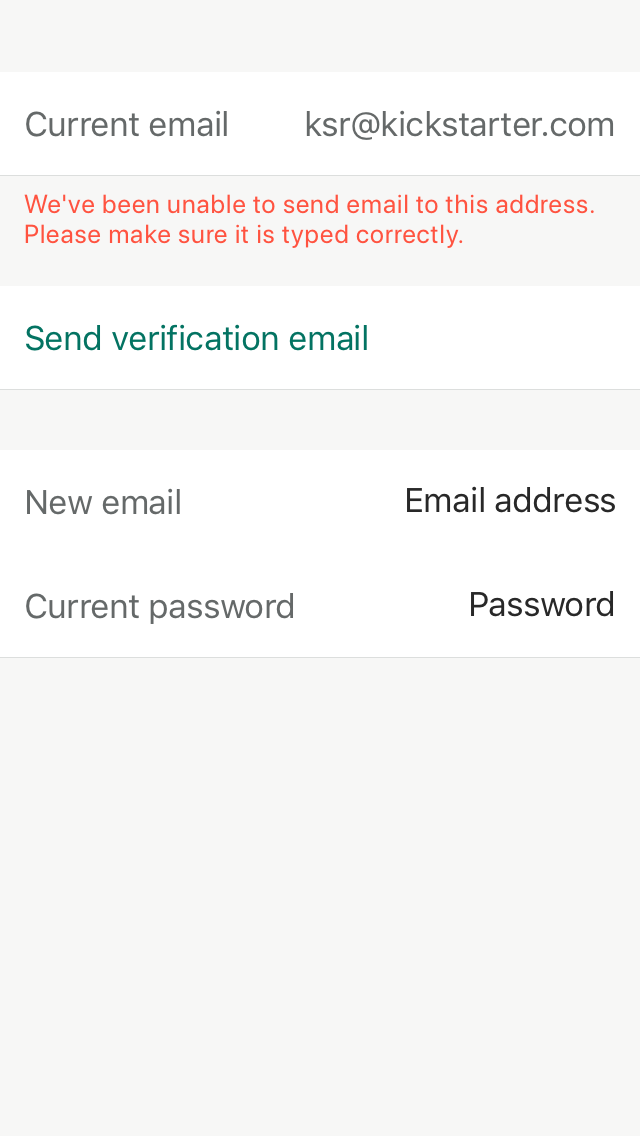 Current email ksr@kickstarter.com
We've been unable to send email to this address.
Please make sure it is typed correctly.
Send verification email
New email Email address
Current password Password